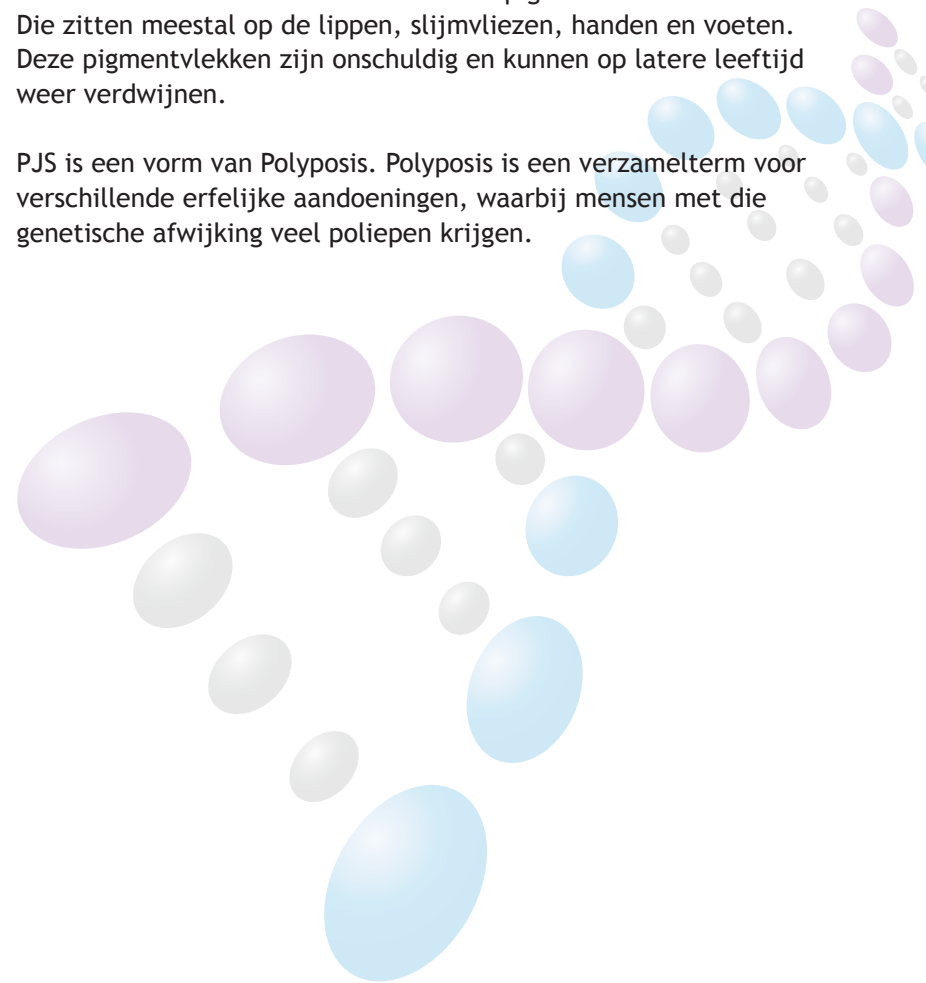 Die zitten meestal op de lippen, slijmvliezen, handen en voeten.
Deze pigmentvlekken zijn onschuldig en kunnen op latere leeftijd
weer verdwijnen.
PJS is een vorm van Polyposis. Polyposis is een verzamelterm voor
verschillende erfelijke aandoeningen, waarbij mensen met die
genetische afwijking veel poliepen krijgen.